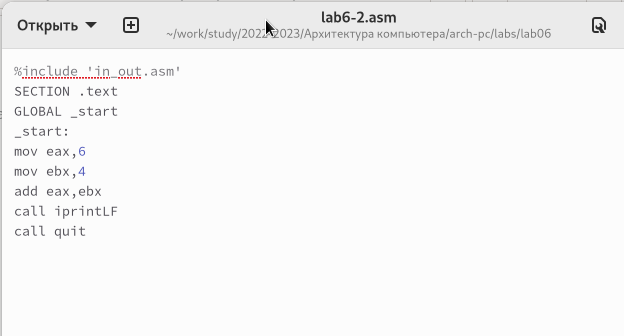 Открыть
lab6-2.asm
~/work/study/2022-2023/Архитектура компьютера/arch-pc/labs/lab06
%include 'in_out.asm'
SECTION .text
GLOBAL _start
_start:
mov eax,6
mov ebx,4
add eax,ebx
call iprintLF
call quit